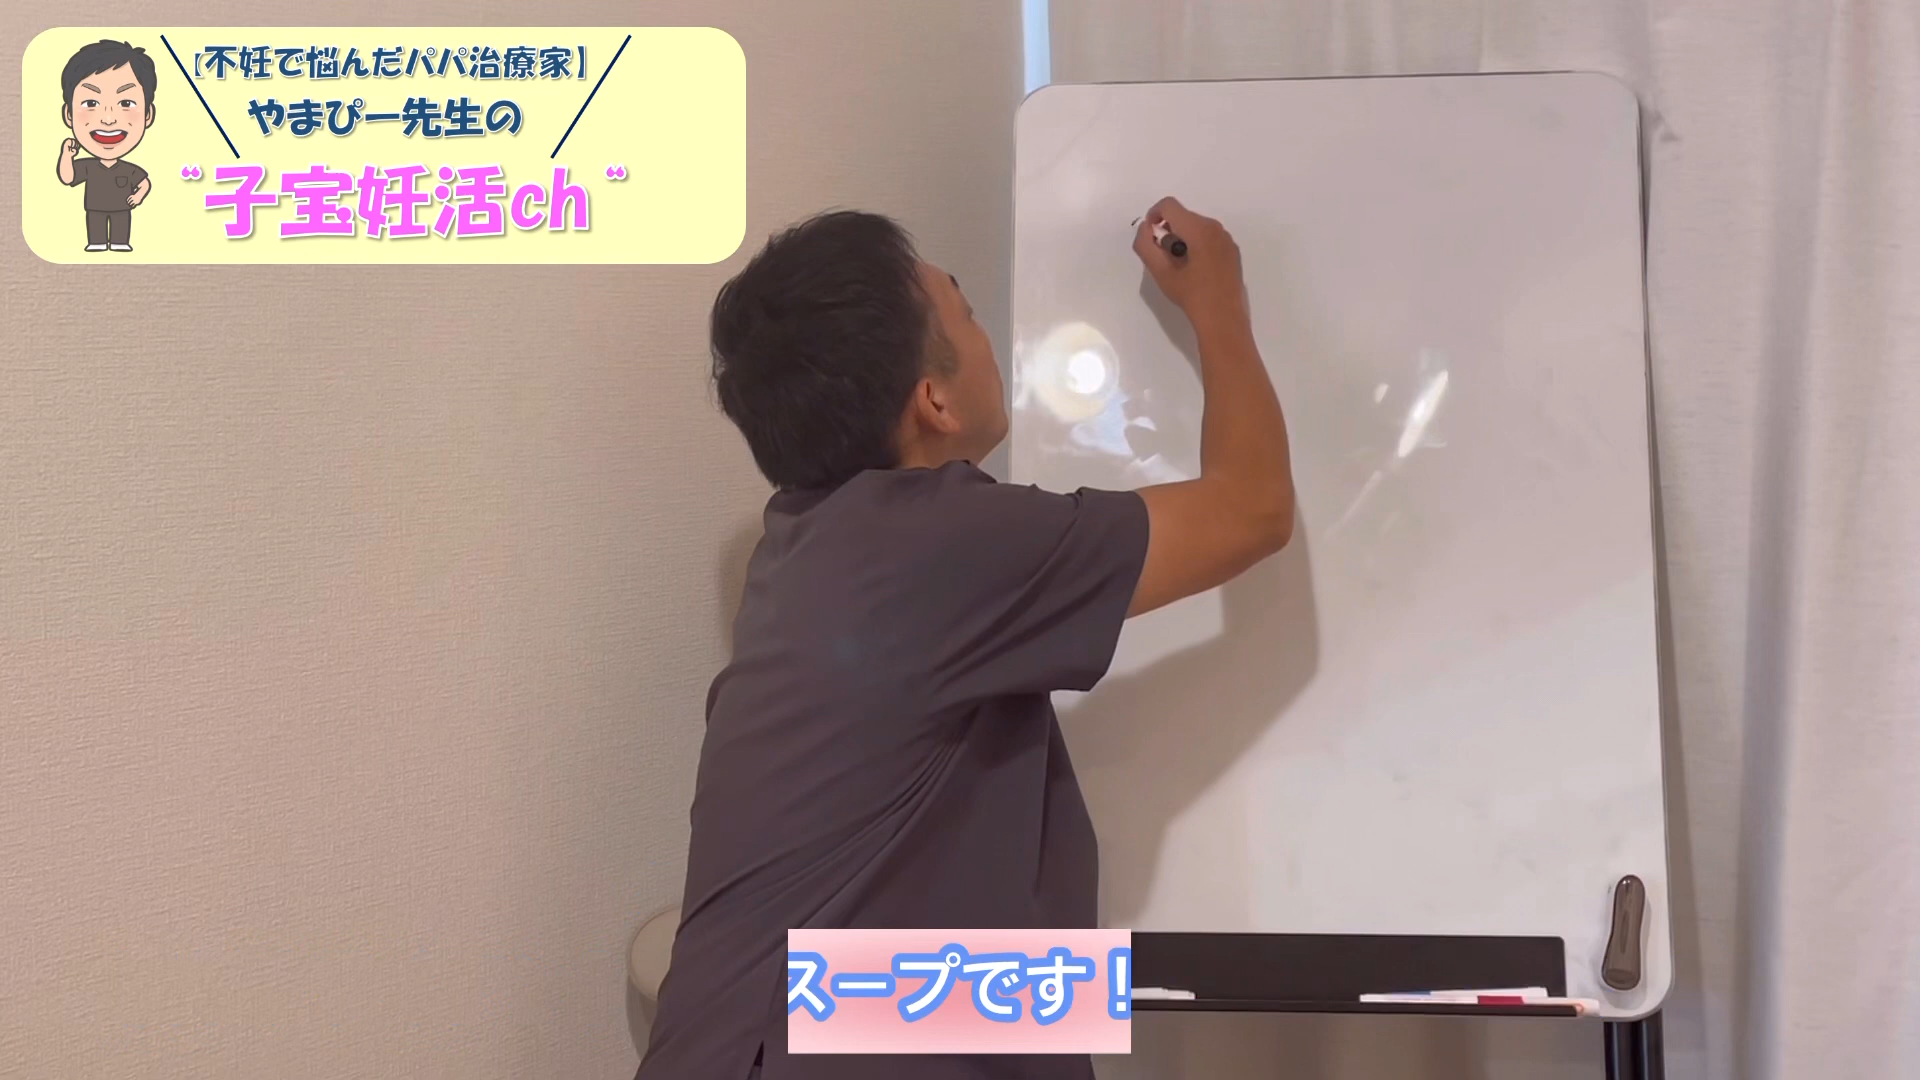 【不妊で悩んだパパ治療家】
やまぴー先生の
“子宝妊活ch“
スープです！